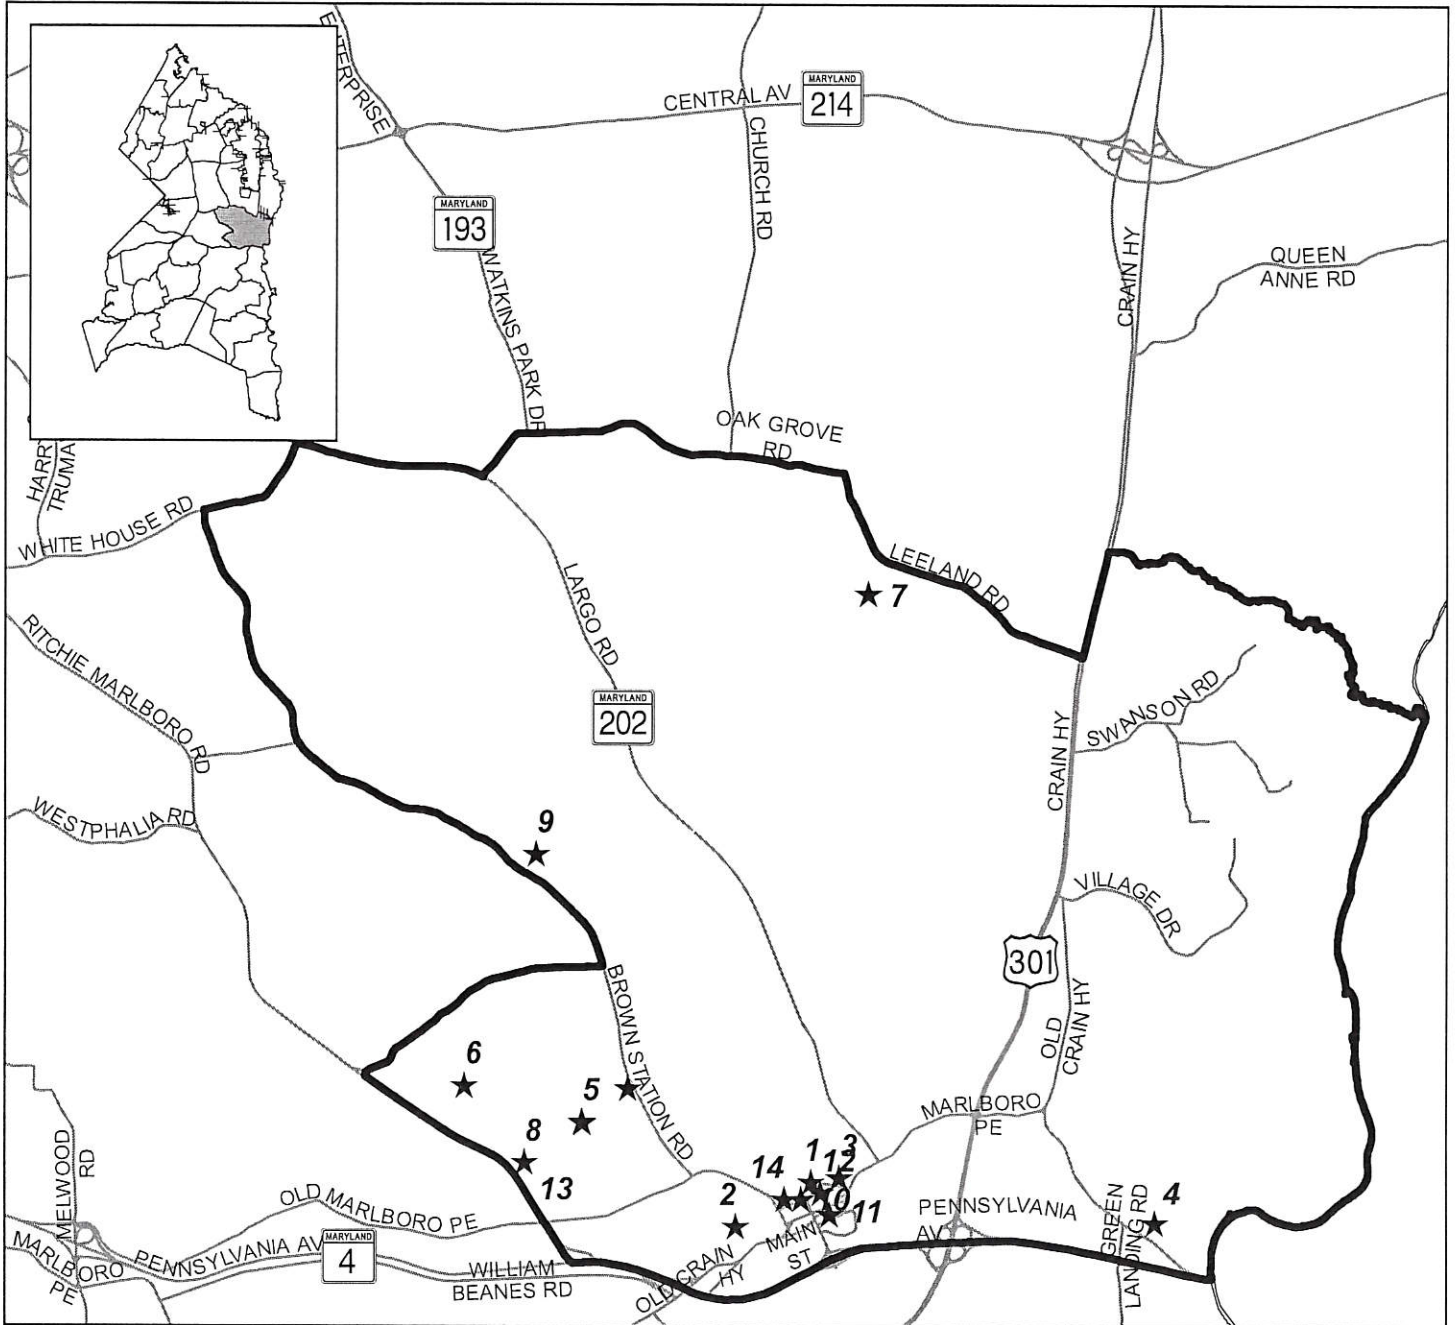 ENTERPRISE
CENTRAL AV
MARYLAND
214
CHURCH RD
MARYLAND
193
WATKINS PARK DR
CRAIN HY
QUEEN
ANNE RD
OAK GROVE
RD
HARR
TRUMA
WHITE HOUSE RD
LEELAND RD
7
LARGO RD
RITCHIE MARLBORO RD
MARYLAND
202
SWANSON RD
CRAIN HY
WESTPHALIA RD
9
VILLAGE DR
301
BROWN STATION RD
OLD
CRAIN HY
6
5
MARLBORO
PE
8
13
14
1
12
3
10
11
2
4
MELWOOD
RD
OLD MARLBORO PE
PENNSYLVANIA
AV
GREEN
LANDING RD
MAIN
ST
MARLBORO
PE
PENNSYLVANIA AV
MARYLAND
4
WILLIAM
BEANES RD
OLD CRAIN
HY